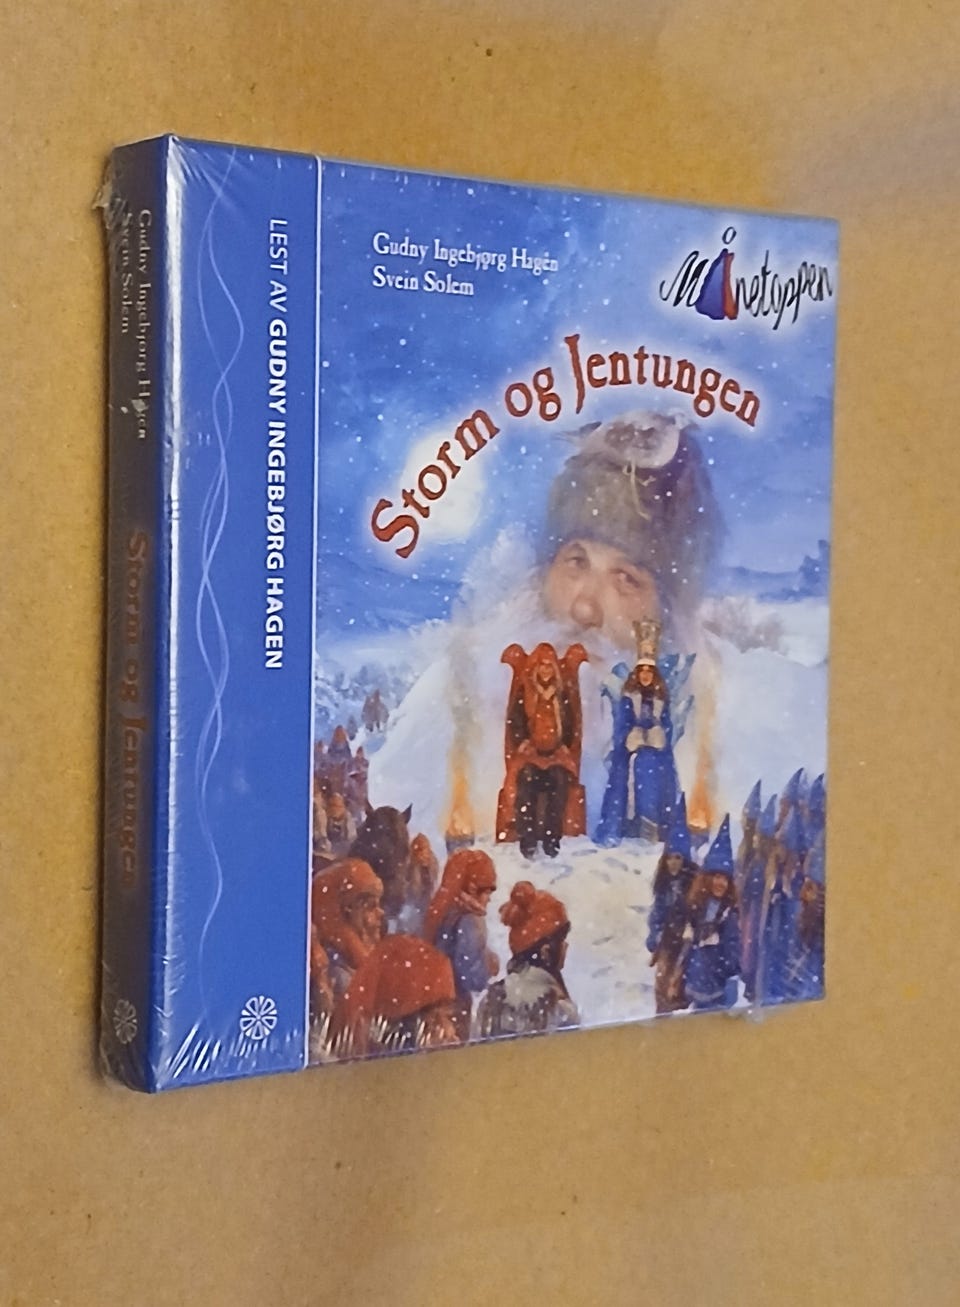 Gudny Ingebjørg Hagen
Svein Solem
Månetoppen
Storm og Jentungen
LEST AV GUDNY INGEBJØRG HAGEN
Gudny Ingebjørg Hagen
Svein Solem
Storm og Jentungen